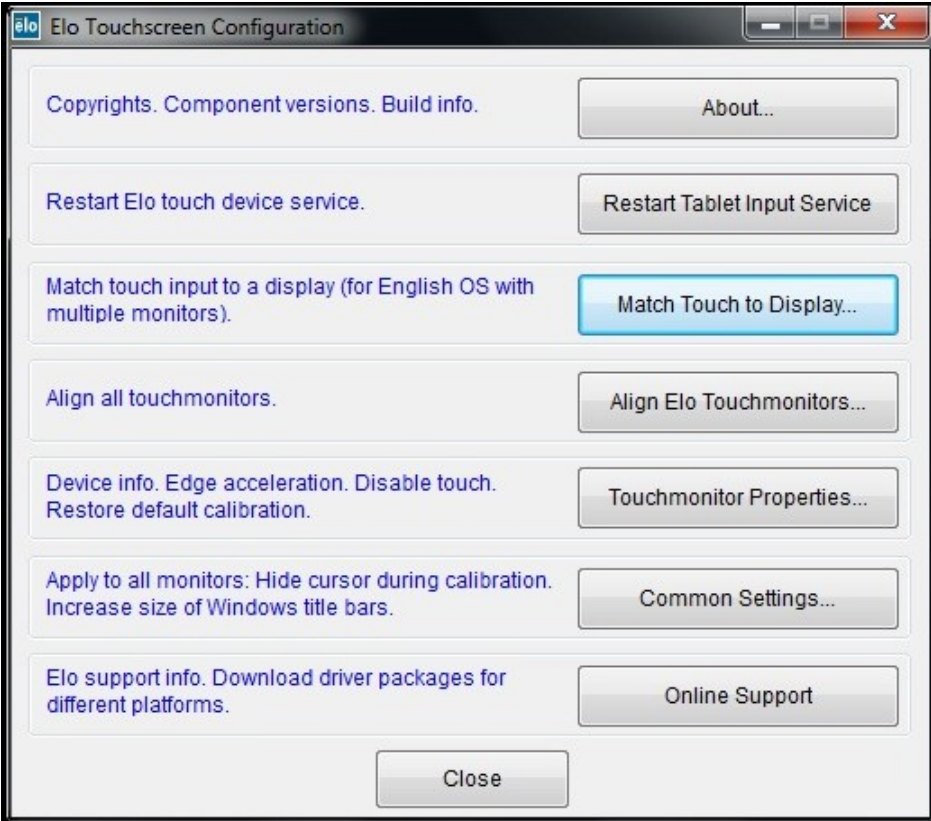 elo Elo Touchscreen Configuration
Copyrights. Component versions. Build info.
About...
Restart Elo touch device service.
Restart Tablet Input Service
Match touch input to a display (for English OS with
multiple monitors).
Match Touch to Display...
Align all touchmonitors.
Align Elo Touchmonitors...
Device info. Edge acceleration. Disable touch.
Restore default calibration.
Touchmonitor Properties...
Apply to all monitors: Hide cursor during calibration.
Increase size of Windows title bars.
Common Settings...
Elo support info. Download driver packages for
different platforms.
Online Support
Close